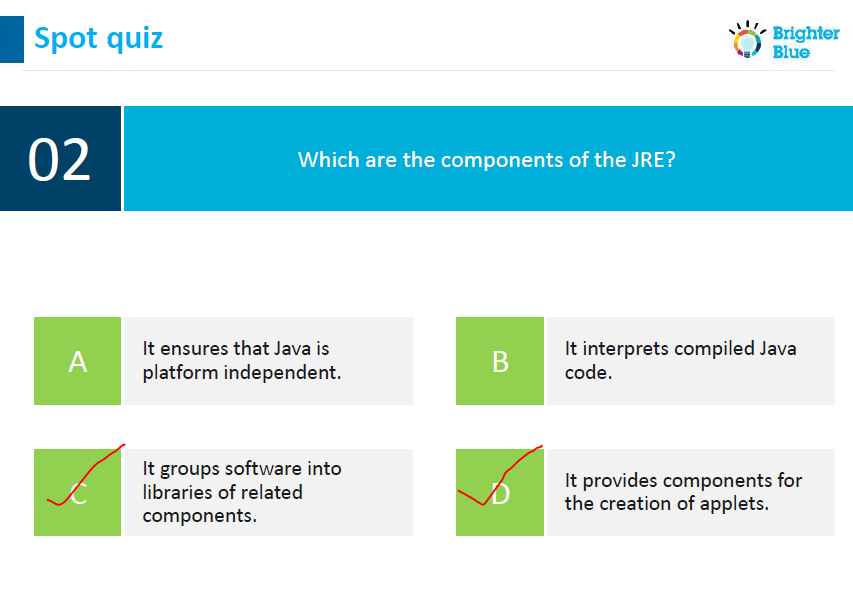 Spot quiz
Brighter
Blue
02
Which are the components of the JRE?
A
It ensures that Java is
platform independent.
B
It interprets compiled Java
code.
C
It groups software into
libraries of related
components.
D
It provides components for
the creation of applets.